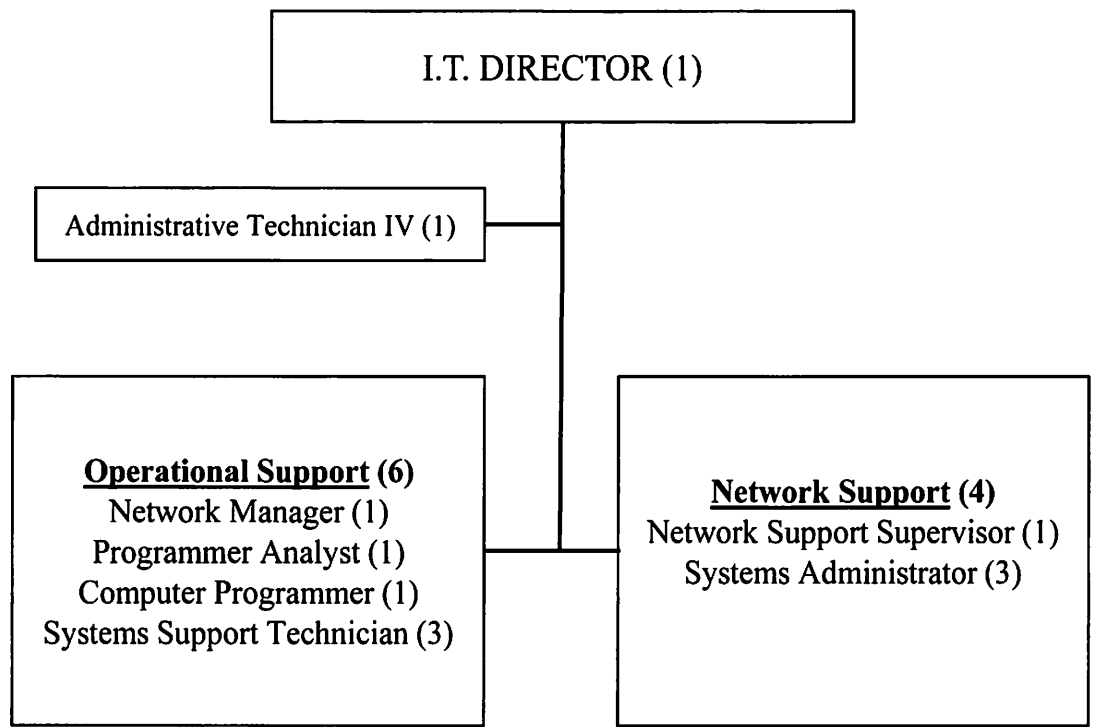 I.T. DIRECTOR (1)
Administrative Technician IV (1)
Operational Support (6)
Network Manager (1)
Programmer Analyst (1)
Computer Programmer (1)
Systems Support Technician (3)
Network Support (4)
Network Support Supervisor (1)
Systems Administrator (3)